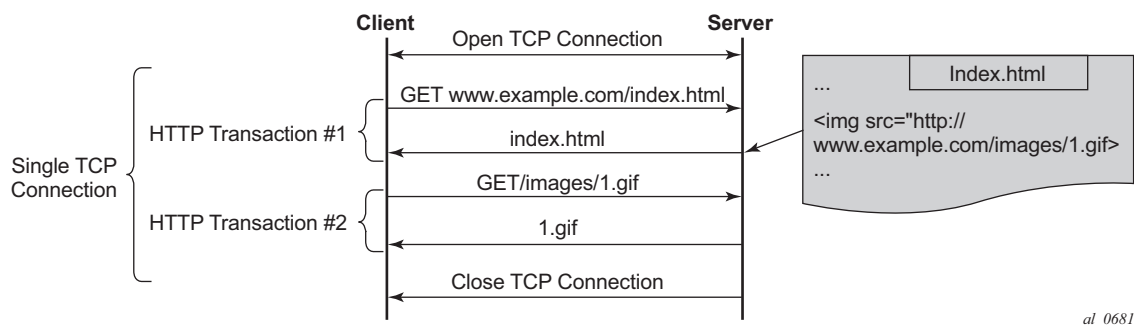 Client
Server
Open TCP Connection
Index.html
...
GET www.example.com/index.html
<img src="http://
www.example.com/images/1.gif>
...
HTTP Transaction #1
index.html
Single TCP
Connection
GET/images/1.gif
HTTP Transaction #2
1.gif
Close TCP Connection
al_0681